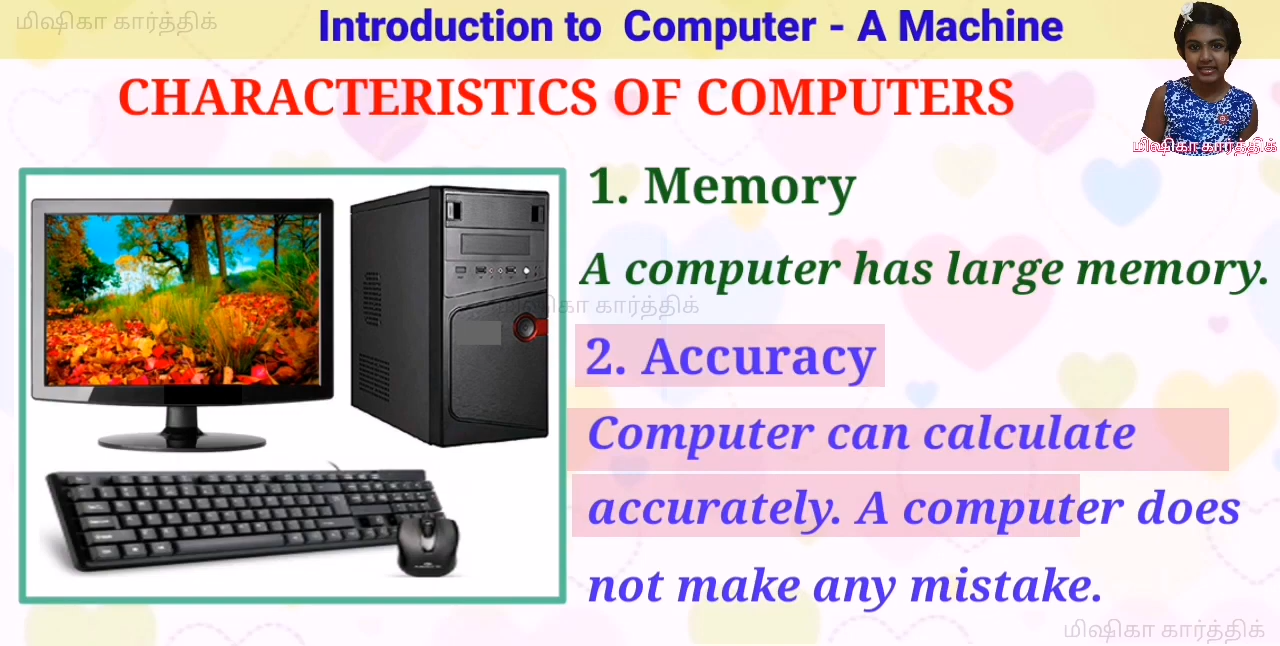 மிஷிகா கார்த்திக்
Introduction to Computer - A Machine
CHARACTERISTICS OF COMPUTERS
மிஷிகா கார்த்திக்
1. Memory
A computer has large memory.
மிஷிகா கார்த்திக்
2. Accuracy
Computer can calculate
accurately. A computer does
not make any mistake.
மிஷிகா கார்த்திக்